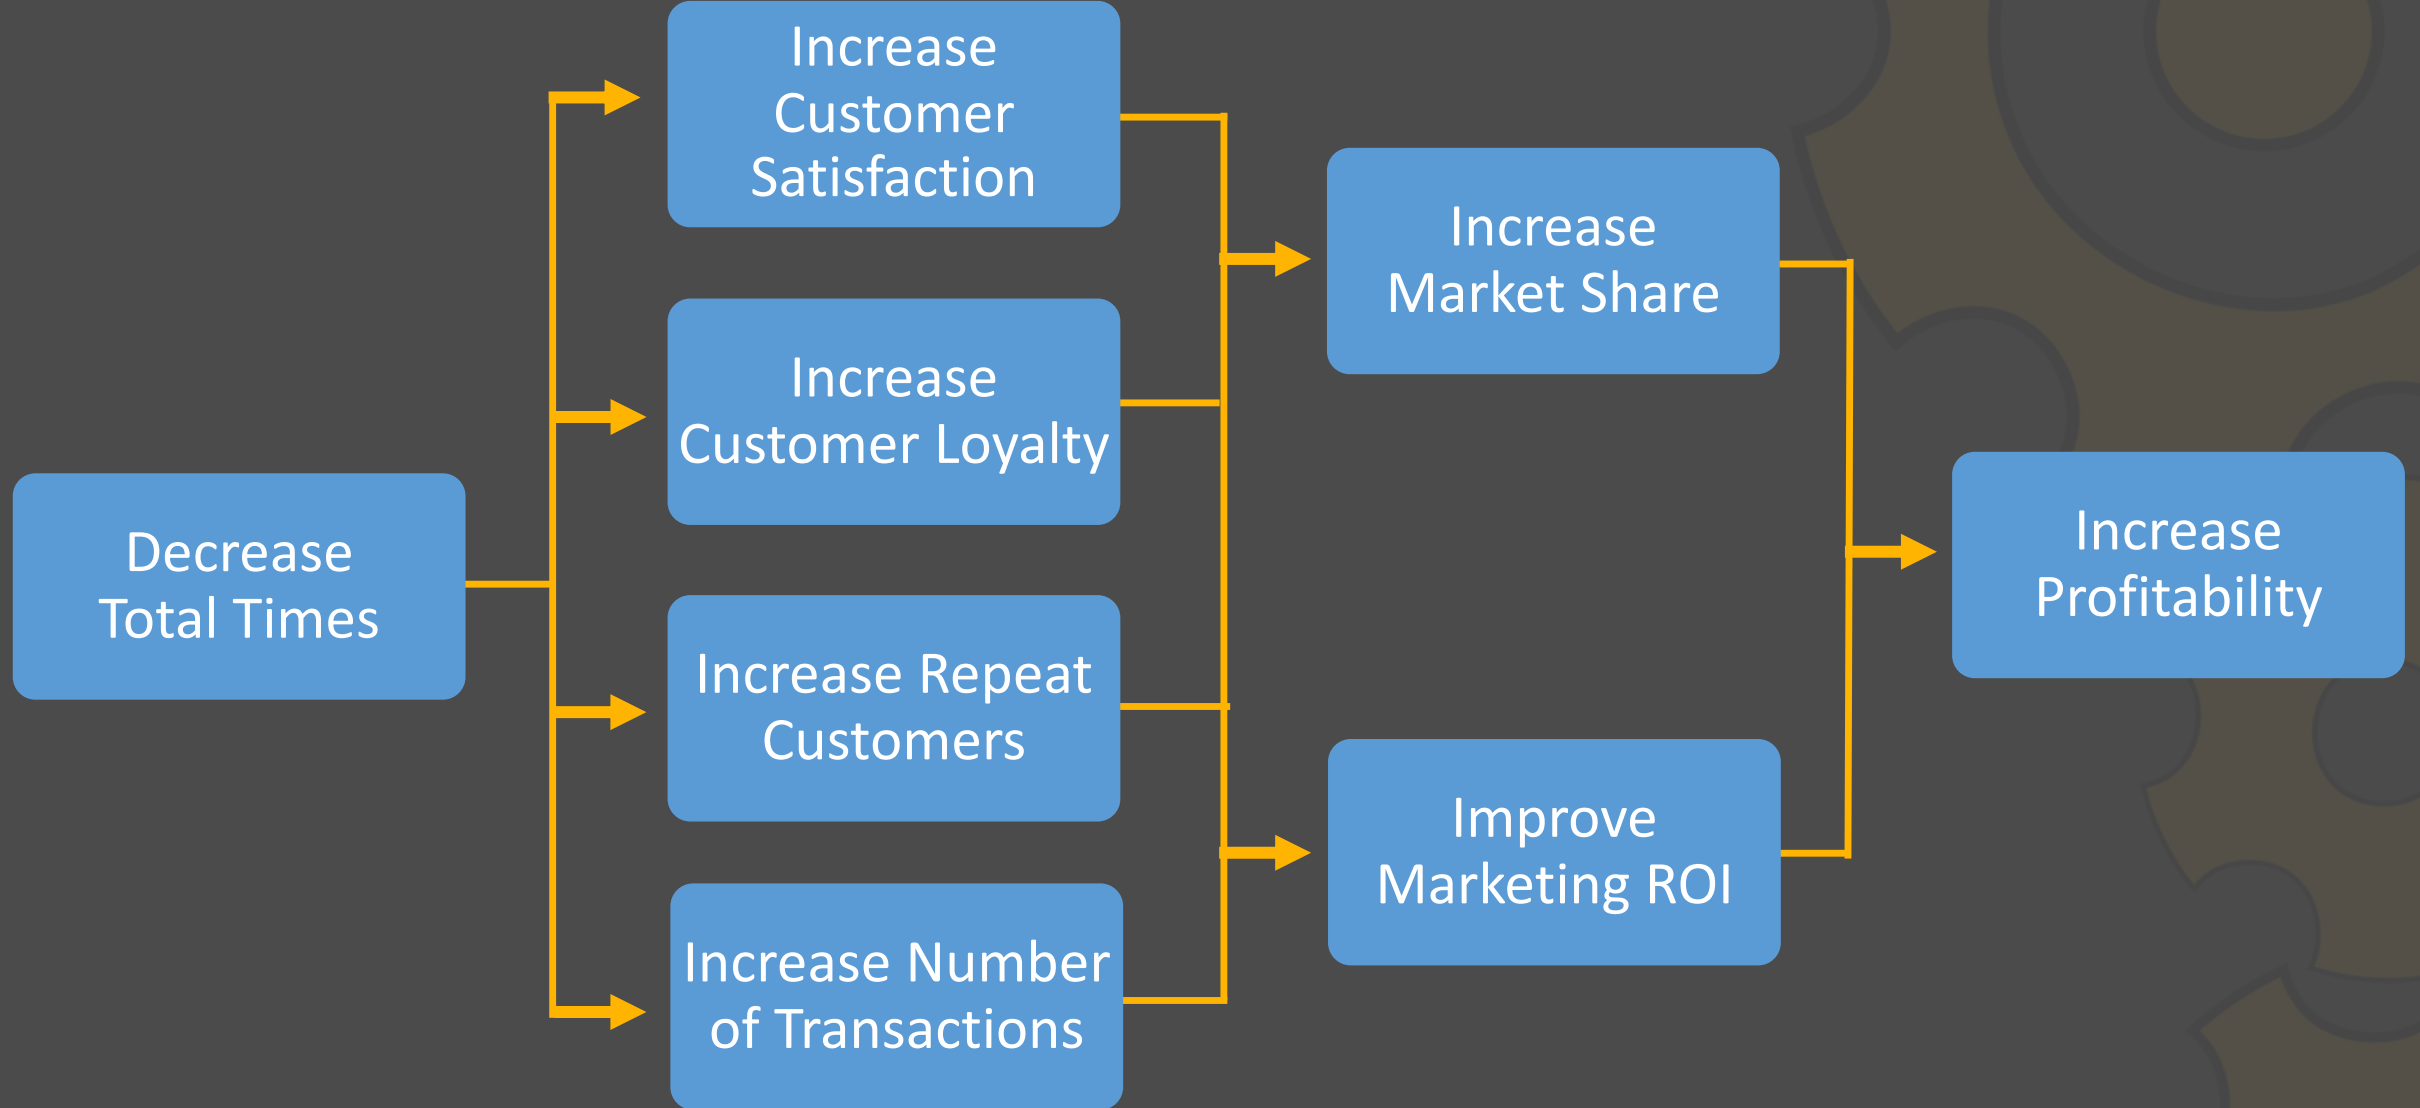 Increase
Customer
Satisfaction
Increase
Customer Loyalty
Decrease
Total Times
Increase Repeat
Customers
Increase Number
of Transactions
Increase
Market Share
Improve
Marketing ROI
Increase
Profitability